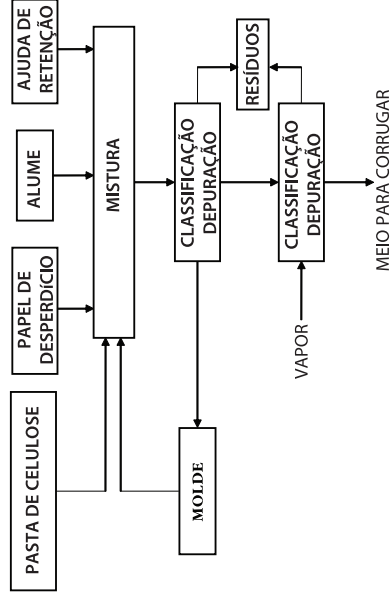 PASTA DE CELULOSE
PAPEL DE
DESPERDíCIO
ALUME
AJUDA DE
RETENÇÃO
MISTURA
MOLDE
CLASSIFICAÇÃO
DEPURAÇÃO
RESÍDUOS
VAPOR
CLASSIFICAÇÃO
DEPURAÇÃO
MEIO PARA CORRUGAR